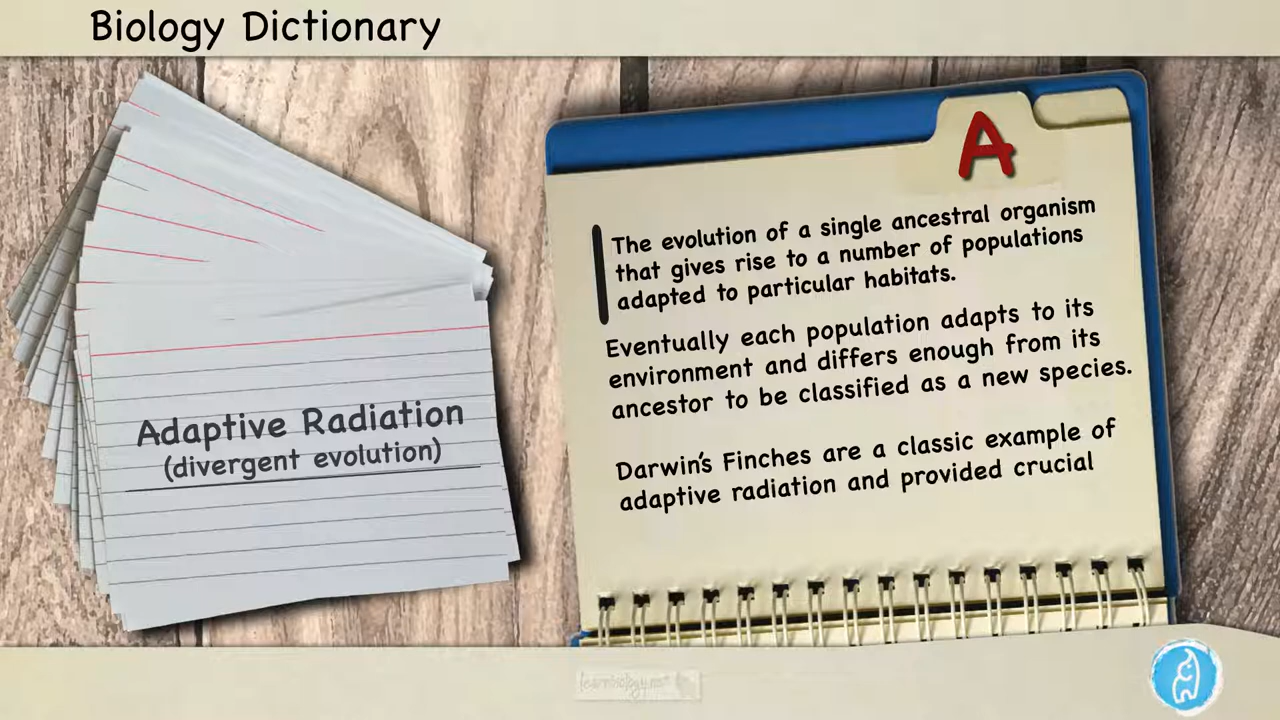 Biology Dictionary
A
The evolution of a single ancestral organism
that gives rise to a number of populations
adapted to particular habitats.
Eventually each population adapts to its
environment and differs enough from its
ancestor to be classified as a new species.
Darwin's Finches are a classic example of
adaptive radiation and provided crucial
Adaptive Radiation
(divergent evolution)